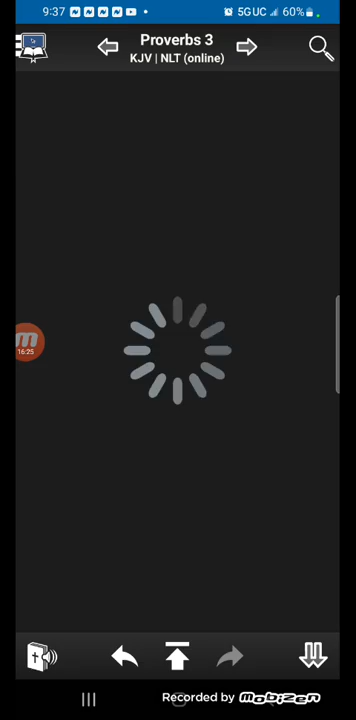 9:37 5GUC 60%
Proverbs 3
KJV | NLT (online)
16:25
Recorded by mobizen